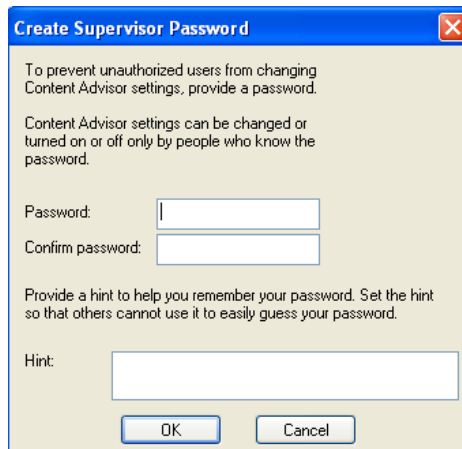 Create Supervisor Password
To prevent unauthorized users from changing
Content Advisor settings, provide a password.
Content Advisor settings can be changed or
turned on or off only by people who know the
password.
Password:
Confirm password:
Provide a hint to help you remember your password. Set the hint
so that others cannot use it to easily guess your password.
Hint:
OK Cancel